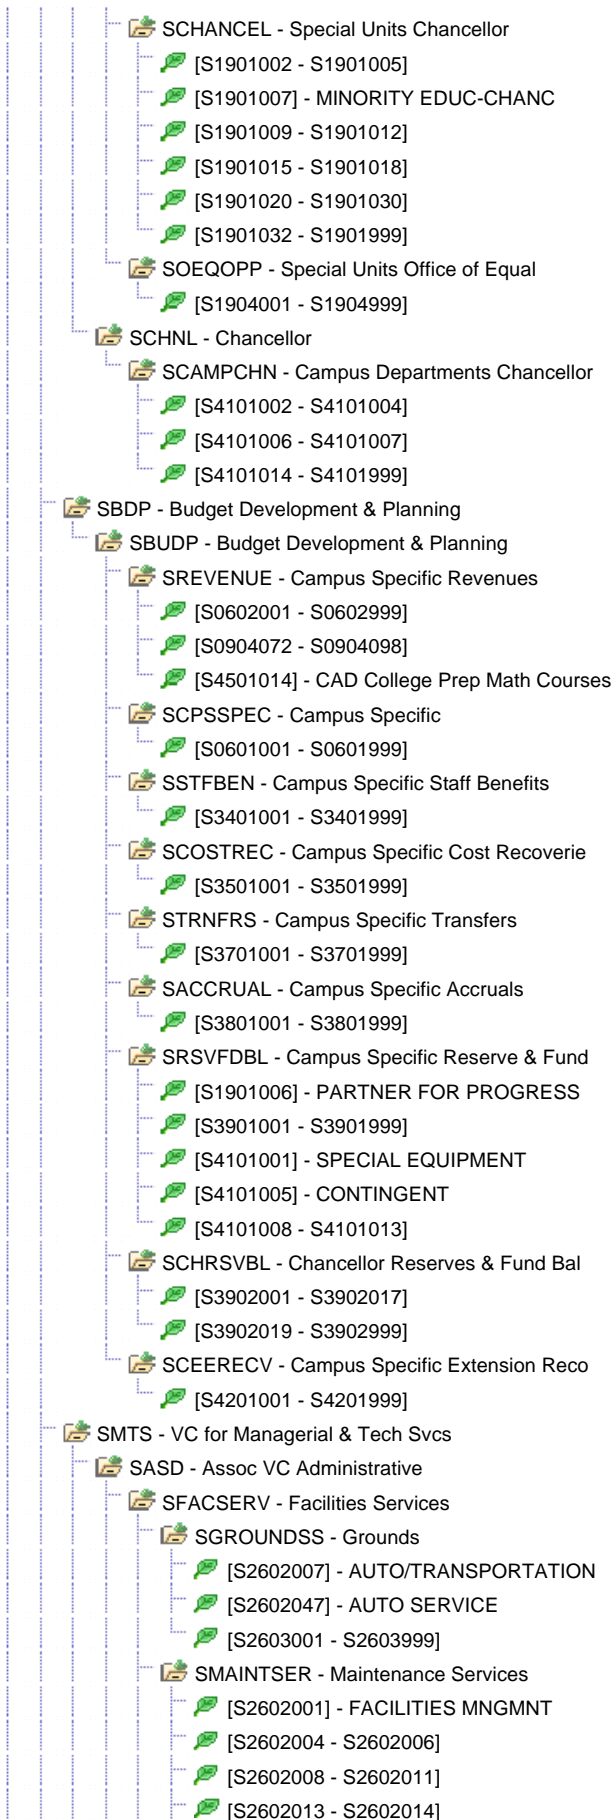 SCHANCEL - Special Units Chancellor
[S1901002 - S1901005]
[S1901007] - MINORITY EDUC-CHANC
[S1901009 - S1901012]
[S1901015 - S1901018]
[S1901020 - S1901030]
[S1901032 - S1901999]
SOEQOPP - Special Units Office of Equal
[S1904001 - S1904999]
SCHNL - Chancellor
SCAMPCHN - Campus Departments Chancellor
[S4101002 - S4101004]
[S4101006 - S4101007]
[S4101014 - S4101999]
SBDP - Budget Development & Planning
SBUDP - Budget Development & Planning
SREVENUE - Campus Specific Revenues
[S0602001 - S0602999]
[S0904072 - S0904098]
[S4501014] - CAD College Prep Math Courses
SCPSSPEC - Campus Specific
[S0601001 - S0601999]
SSTFBEN - Campus Specific Staff Benefits
[S3401001 - S3401999]
SCOSTREC - Campus Specific Cost Recoverie
[S3501001 - S3501999]
STRNFRS - Campus Specific Transfers
[S3701001 - S3701999]
SACCRUAL - Campus Specific Accruals
[S3801001 - S3801999]
SRSVFDBL - Campus Specific Reserve & Fund
[S1901006] - PARTNER FOR PROGRESS
[S3901001 - S3901999]
[S4101001] - SPECIAL EQUIPMENT
[S4101005] - CONTINGENT
[S4101008 - S4101013]
SCHRSVBL - Chancellor Reserves & Fund Bal
[S3902001 - S3902017]
[S3902019 - S3902999]
SCEERECV - Campus Specific Extension Reco
[S4201001 - S4201999]
SMTS - VC for Managerial & Tech Svcs
SASD - Assoc VC Administrative
SFACSERV - Facilities Services
SGROUNDSS - Grounds
[S2602007] - AUTO/TRANSPORTATION
[S2602047] - AUTO SERVICE
[S2603001 - S2603999]
SMAINTSER - Maintenance Services
[S2602001] - FACILITIES MNGMNT
[S2602004 - S2602006]
[S2602008 - S2602011]
[S2602013 - S2602014]